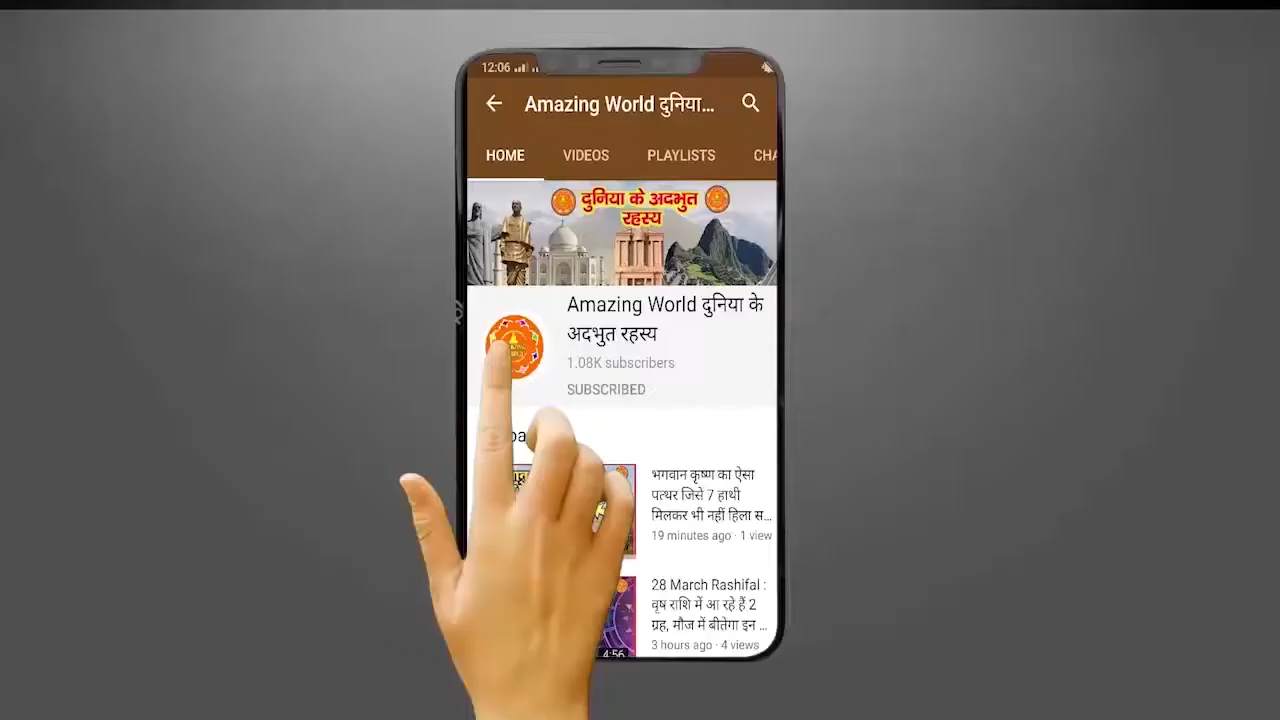 12:06
Amazing World दुनिया...
HOME VIDEOS PLAYLISTS CHA
दुनिया के अदभुत
रहस्य
Amazing World दुनिया के
अदभुत रहस्य
1.08K subscribers
SUBSCRIBED
भगवान कृष्ण का ऐसा
पत्थर जिसे 7 हाथी
मिलकर भी नहीं हिला स...
19 minutes ago · 1 view
28 March Rashifal :
वृष राशि में आ रहे हैं 2
ग्रह, मौज में बीतेगा इन ...
3 hours ago · 4 views
4:56